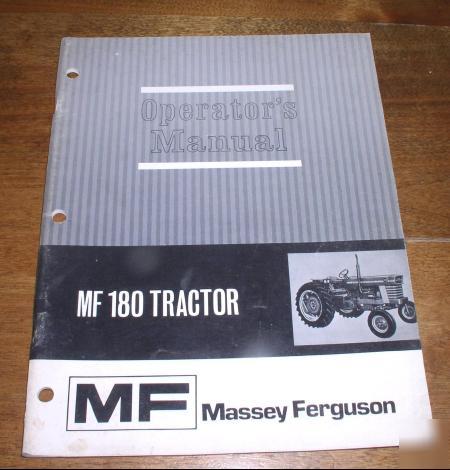 Operator's
Manual
MF 180 TRACTOR
MF Massey Ferguson